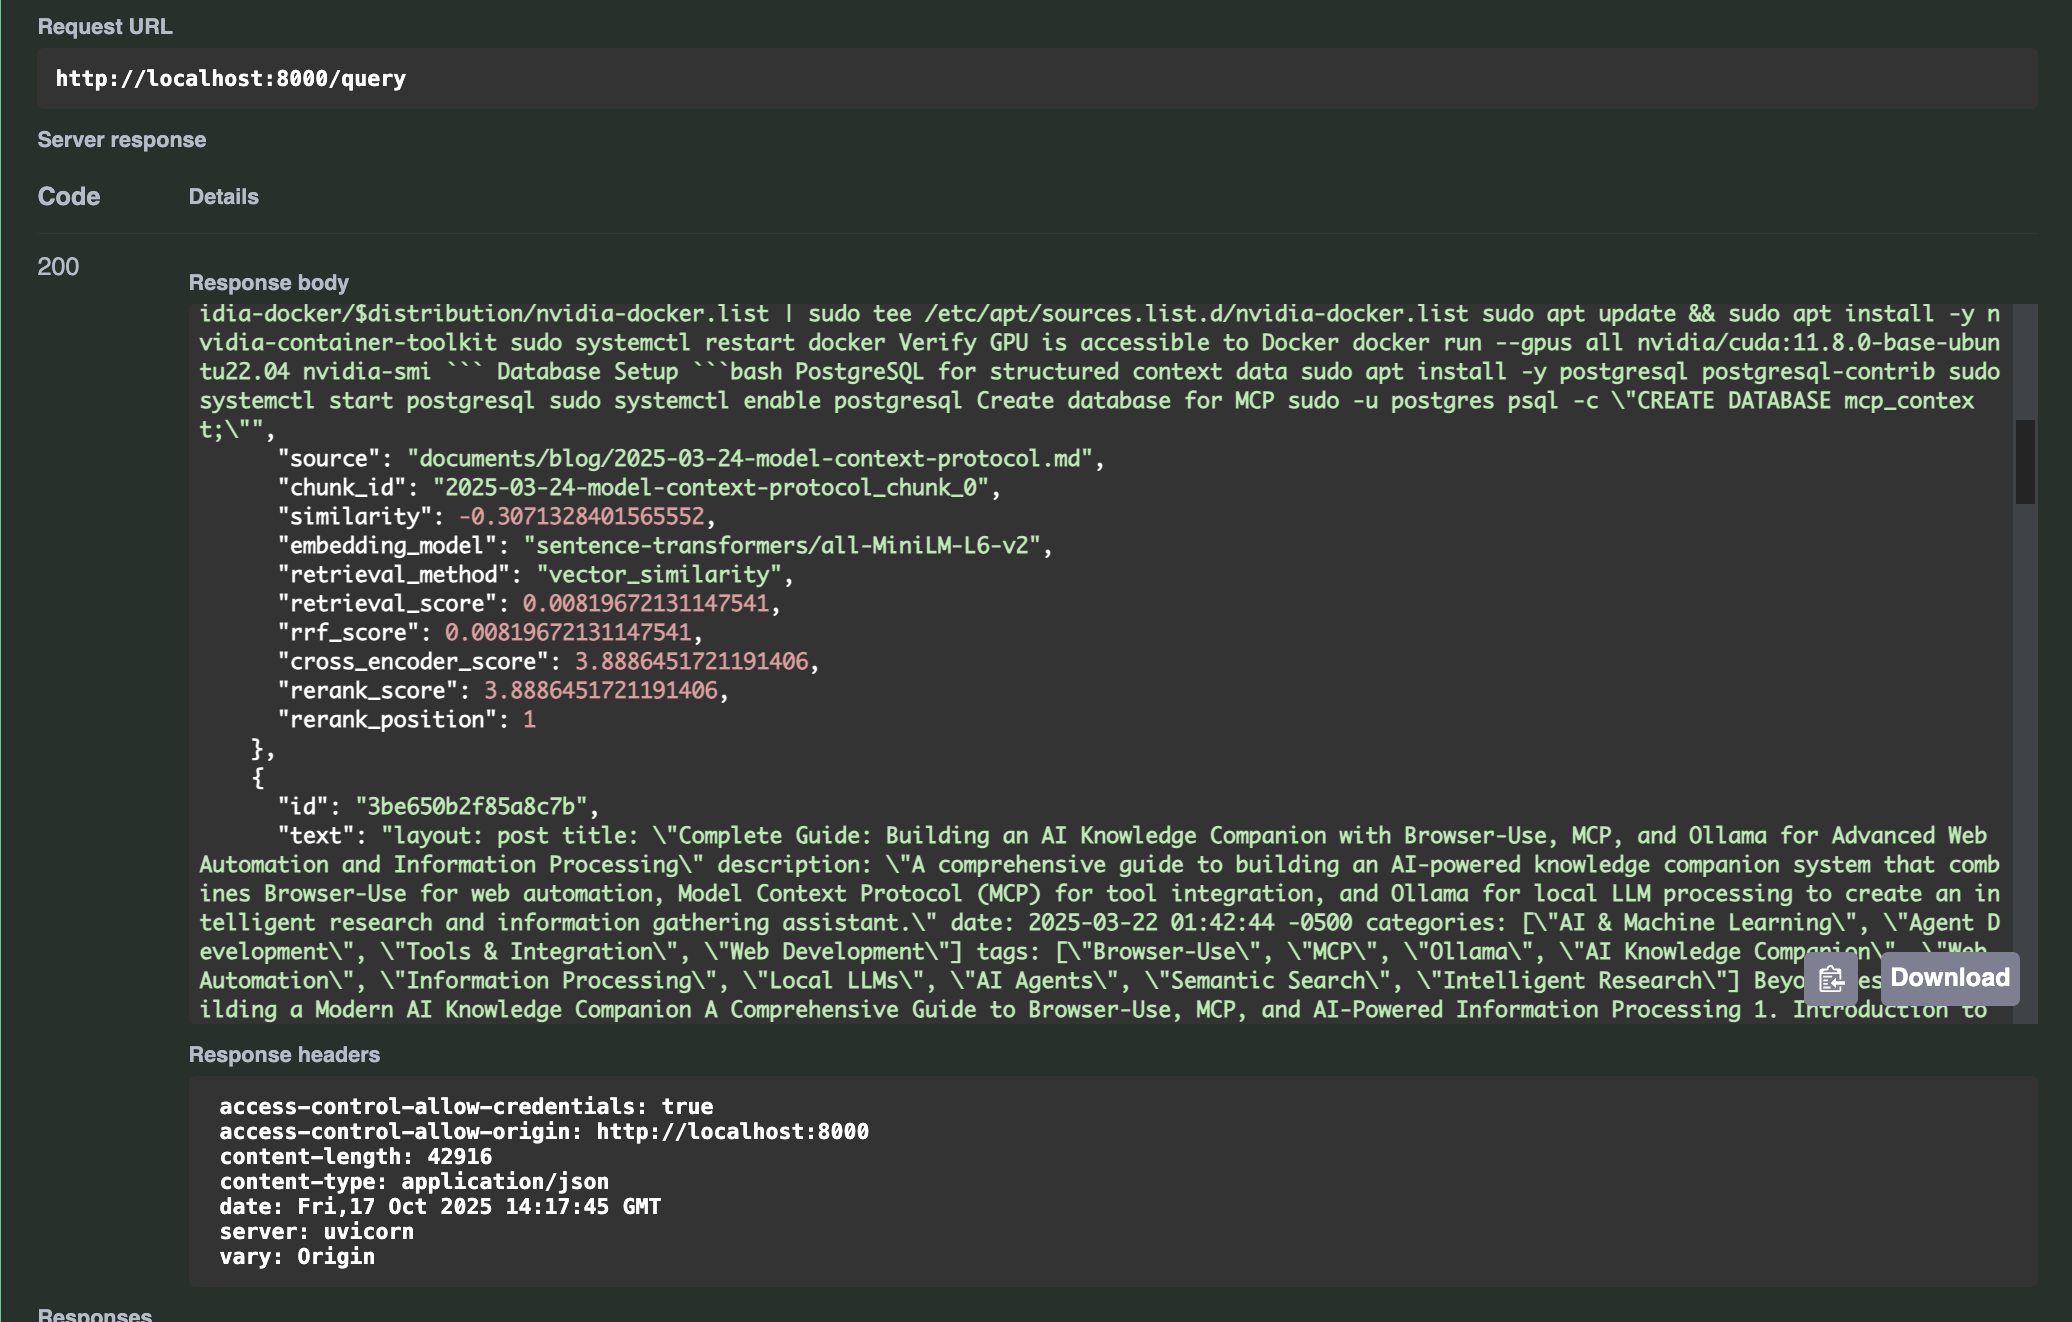 Request URL
http://localhost:8000/query
Server response
Code Details
200
Response body
idia-docker/$distribution/nvidia-docker.list | sudo tee /etc/apt/sources.list.d/nvidia-docker.list sudo apt update && sudo apt install -y n
vidia-container-toolkit sudo systemctl restart docker Verify GPU is accessible to Docker docker run --gpus all nvidia/cuda:11.8.0-base-ubun
tu22.04 nvidia-smi ``` Database Setup ```bash PostgreSQL for structured context data sudo apt install -y postgresql postgresql-contrib sudo
systemctl start postgresql sudo systemctl enable postgresql Create database for MCP sudo -u postgres psql -c \"CREATE DATABASE mcp_contex
t;\"",
"source": "documents/blog/2025-03-24-model-context-protocol.md",
"chunk_id": "2025-03-24-model-context-protocol_chunk_0",
"similarity": -0.3071328401565552,
"embedding_model": "sentence-transformers/all-MiniLM-L6-v2",
"retrieval_method": "vector_similarity",
"retrieval_score": 0.008196721311147541,
"rrf_score": 0.008196721311147541,
"cross_encoder_score": 3.8886451721191406,
"rerank_score": 3.8886451721191406,
"rerank_position": 1
},
{
"id": "3be650b2f85a8c7b",
"text": "layout: post title: \"Complete Guide: Building an AI Knowledge Companion with Browser-Use, MCP, and Ollama for Advanced Web
Automation and Information Processing\" description: \"A comprehensive guide to building an AI-powered knowledge companion system that comb
ines Browser-Use for web automation, Model Context Protocol (MCP) for tool integration, and Ollama for local LLM processing to create an in
telligent research and information gathering assistant.\" date: 2025-03-22 01:42:44 -0500 categories: [\"AI & Machine Learning\", \"Agent D
evelopment\", \"Tools & Integration\", \"Web Development\"] tags: [\"Browser-Use\", \"MCP\", \"Ollama\", \"AI Knowledge Companion\", \"Web
Automation\", \"Information Processing\", \"Local LLMs\", \"AI Agents\", \"Semantic Search\", \"Intelligent Research\"]
Download
ilding a Modern AI Knowledge Companion A Comprehensive Guide to Browser-Use, MCP, and AI-Powered Information Processing 1. Introduction to
Response headers
access-control-allow-credentials: true
access-control-allow-origin: http://localhost:8000
content-length: 42916
content-type: application/json
date: Fri,17 Oct 2025 14:17:45 GMT
server: uvicorn
vary: Origin
Responses